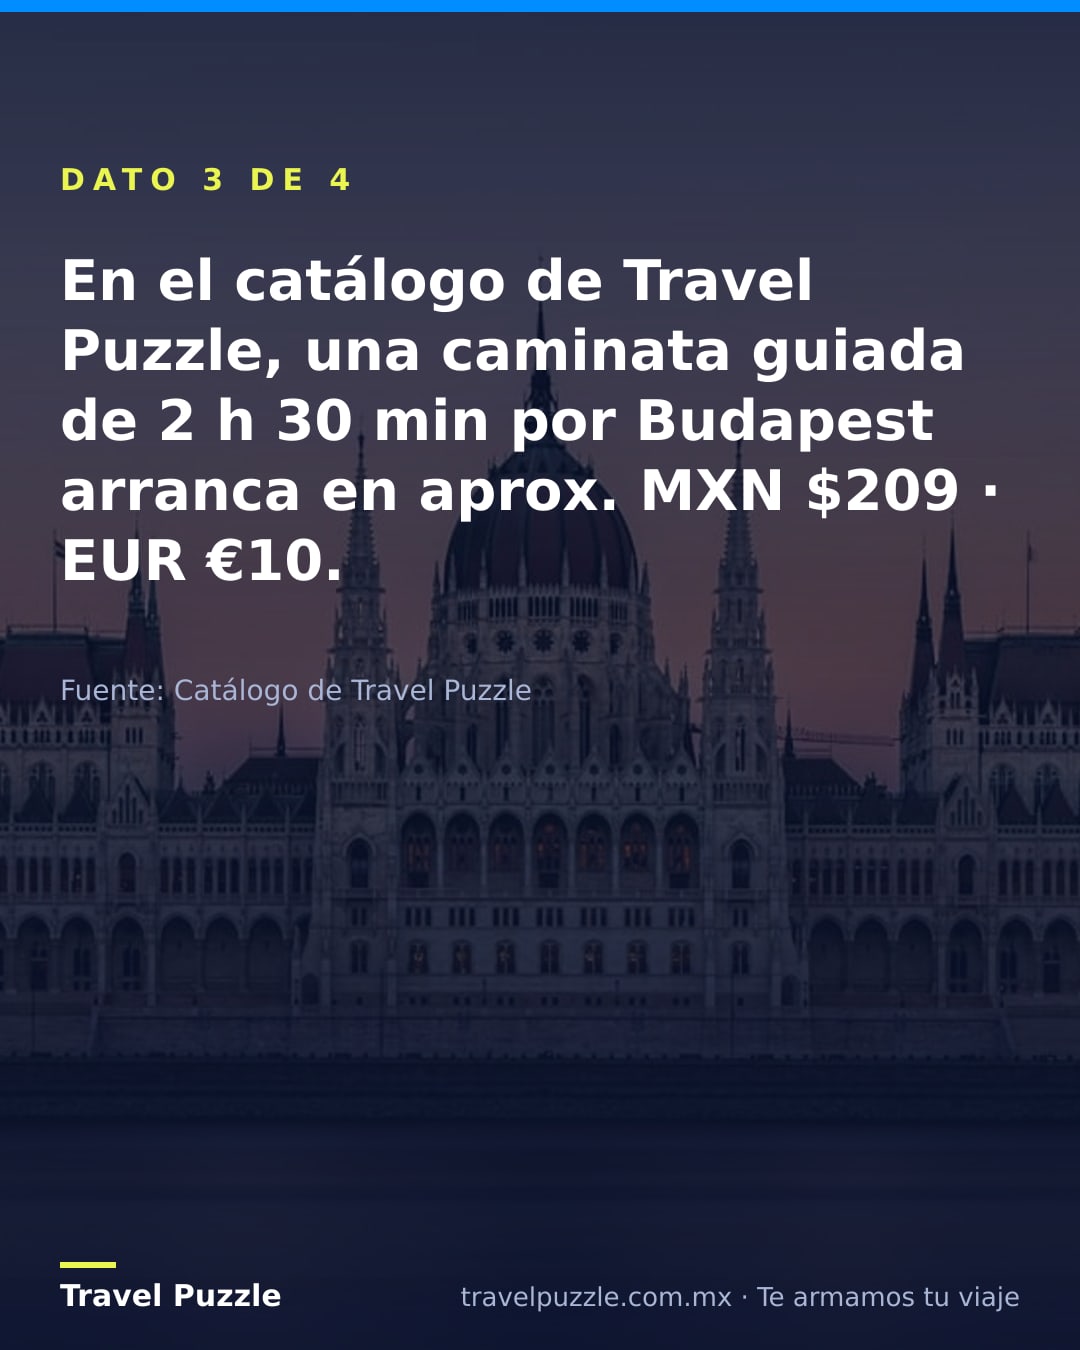 DATO 3 DE 4
En el catálogo de Travel
Puzzle, una caminata guiada
de 2 h 30 min por Budapest
arranca en aprox. MXN $209 ·
EUR €10.
Fuente: Catálogo de Travel Puzzle
Travel Puzzle
travelpuzzle.com.mx · Te armamos tu viaje